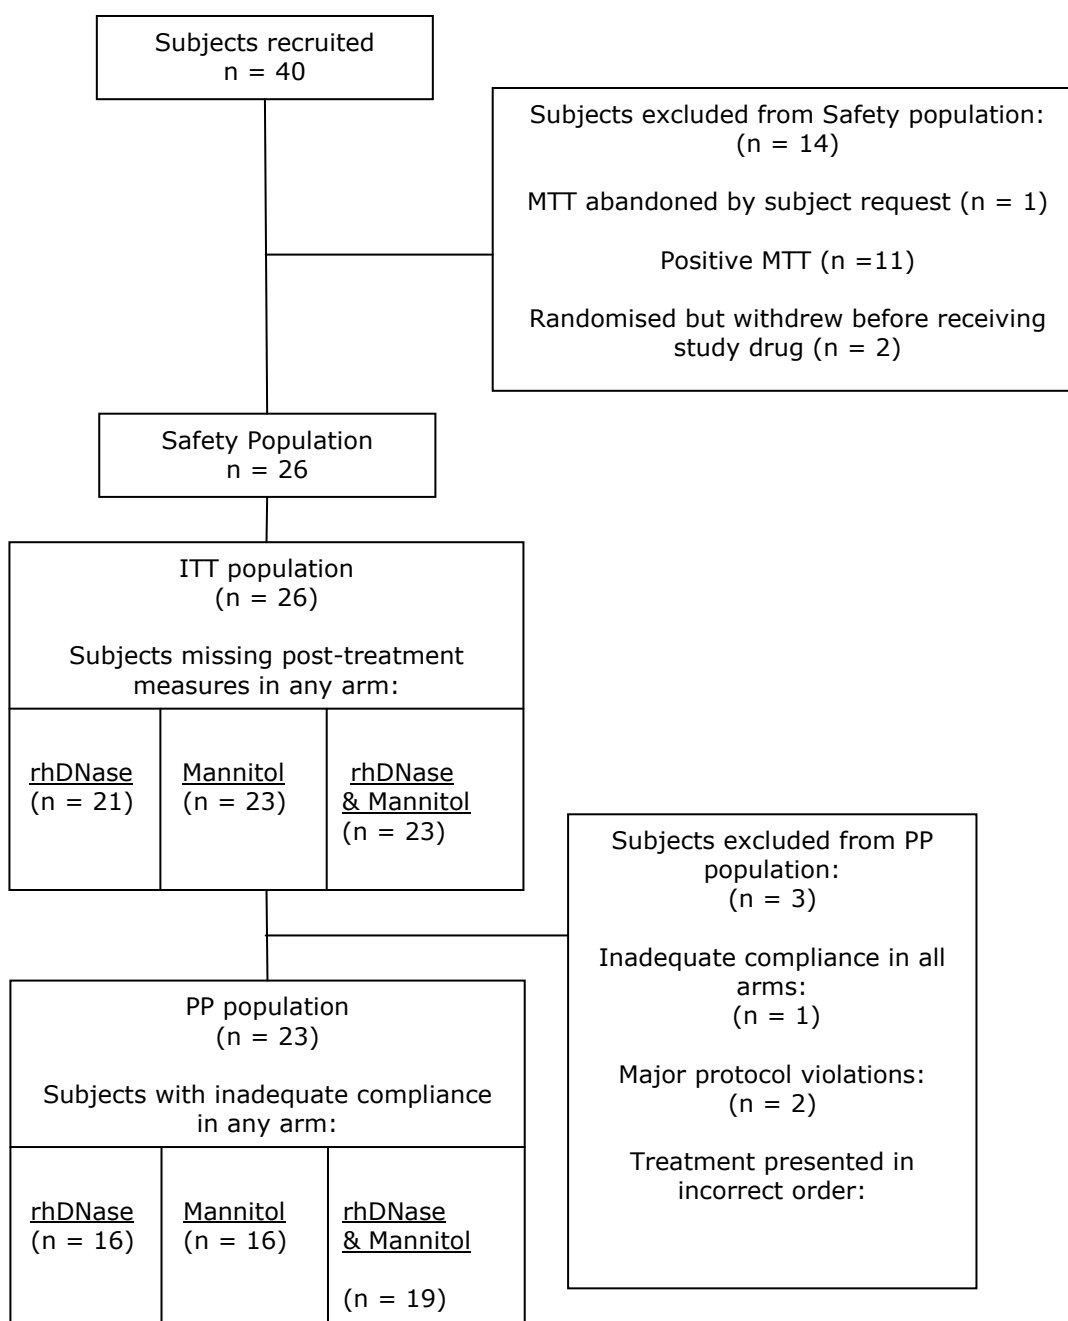 Subjects recruited
n = 40
Subjects excluded from Safety population:
(n = 14)
MTT abandoned by subject request (n = 1)
Positive MTT (n =11)
Randomised but withdrew before receiving
study drug (n = 2)
Safety Population
n = 26
ITT population
(n = 26)
Subjects missing post-treatment
measures in any arm:
rhDNase
(n = 21)
Mannitol
(n = 23)
rhDNase
& Mannitol
(n = 23)
Subjects excluded from PP
population:
(n = 3)
Inadequate compliance in all
arms:
(n = 1)
Major protocol violations:
(n = 2)
Treatment presented in
incorrect order:
PP population
(n = 23)
Subjects with inadequate compliance
in any arm:
rhDNase
(n = 16)
Mannitol
(n = 16)
rhDNase
& Mannitol
(n = 19)